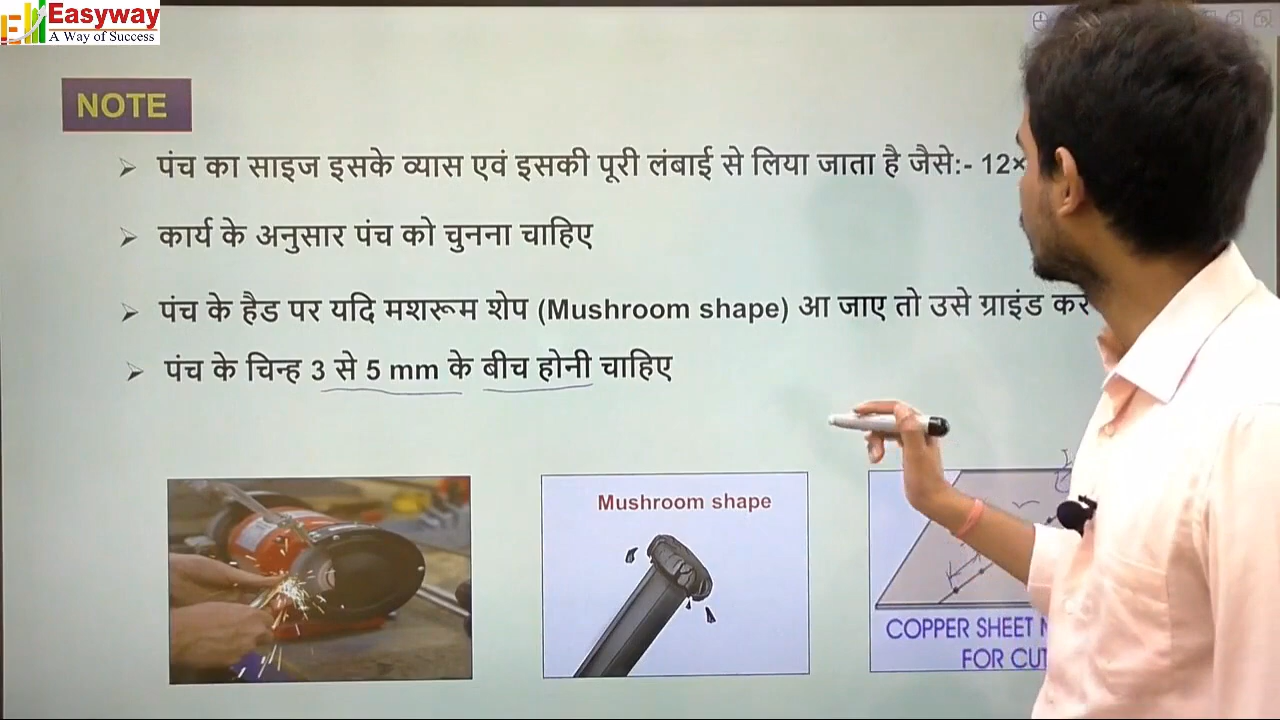 Easyway
A Way of Success
NOTE
➢ पंच का साइज इसके व्यास एवं इसकी पूरी लंबाई से लिया जाता है जैसे:- 12×
➢ कार्य के अनुसार पंच को चुनना चाहिए
➢ पंच के हैड पर यदि मशरूम शेप (Mushroom shape) आ जाए तो उसे ग्राइंड कर
➢ पंच के चिन्ह 3 से 5 mm के बीच होनी चाहिए
Mushroom shape
COPPER SHEET
FOR CUT